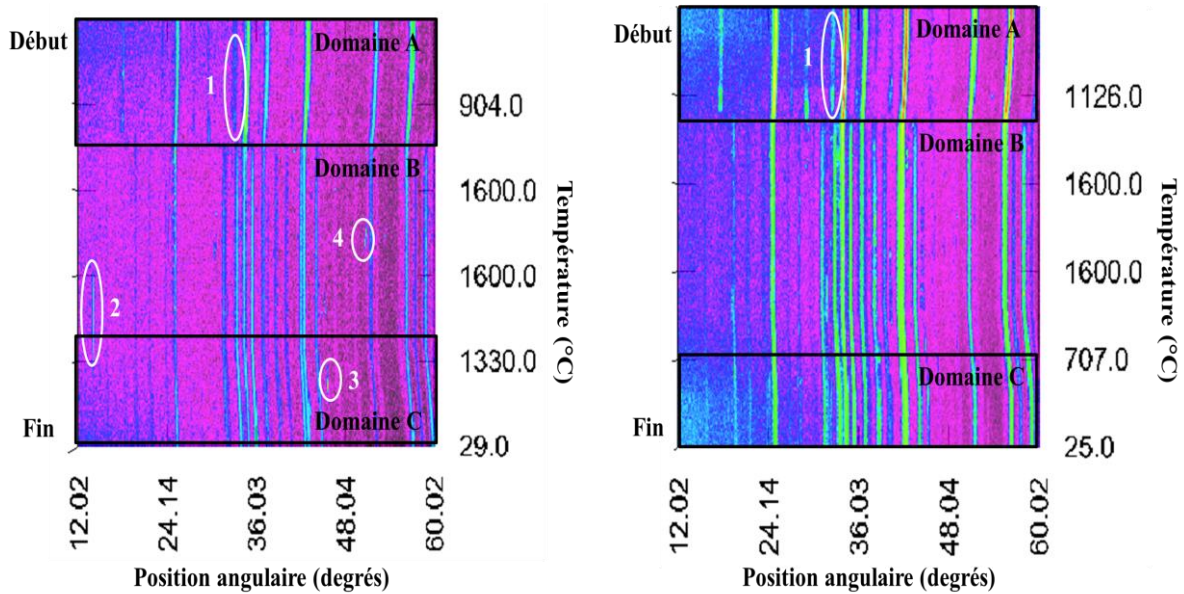 Début
Domaine A
1
904.0
Domaine B
1600.0
4
1600.0
2
1330.0
3
Domaine C
Fin
29.0
Température (°C)
12.02
24.14
36.03
48.04
60.02
Position angulaire (degrés)
Début
Domaine A
1
1126.0
Domaine B
1600.0
1600.0
707.0
Domaine C
Fin
25.0
Température (°C)
12.02
24.14
36.03
48.04
60.02
Position angulaire (degrés)